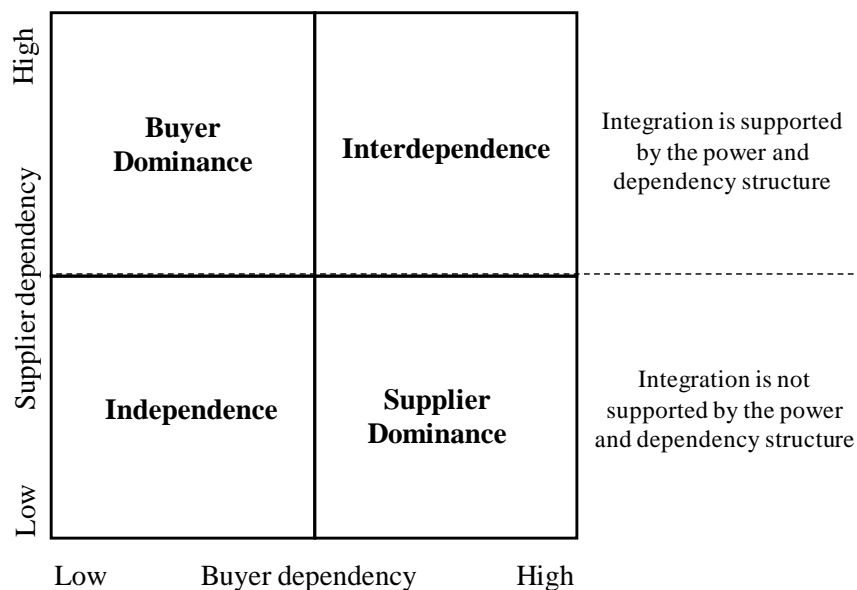 High
Supplier dependency
Low
Buyer
Dominance
Interdependence
Integration is supported
by the power and
dependency structure
Independence
Supplier
Dominance
Integration is not
supported by the power
and dependency structure
Low
Buyer dependency
High